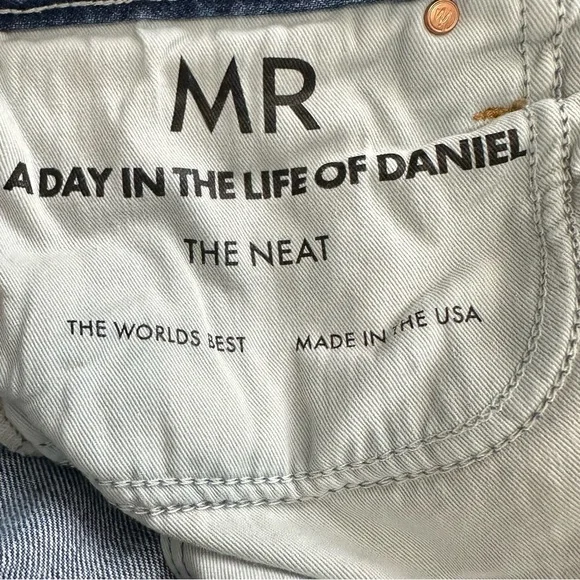 MR
A DAY IN THE LIFE OF DANIEL
THE NEAT
THE WORLDS BEST MADE IN THE USA